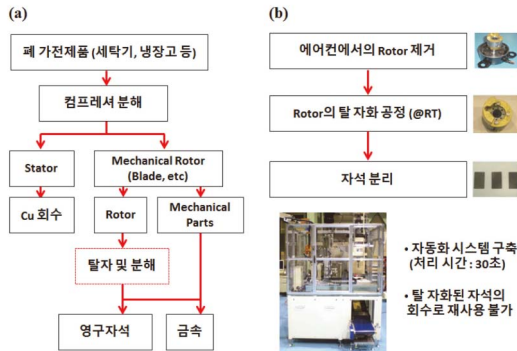 (a)
폐 가전제품 (세탁기, 냉장고 등)
컴프레셔 분해
Stator
Mechanical Rotor
(Blade, etc)
Cu 회수
Rotor
Mechanical
Parts
탈자 및 분해
영구자석
금속
(b)
에어컨에서의 Rotor 제거
Rotor의 탈 자화 공정 (@RT)
자석 분리
• 자동화 시스템 구축
(처리 시간 : 30초)
• 탈 자화된 자석의
회수로 재사용 불가